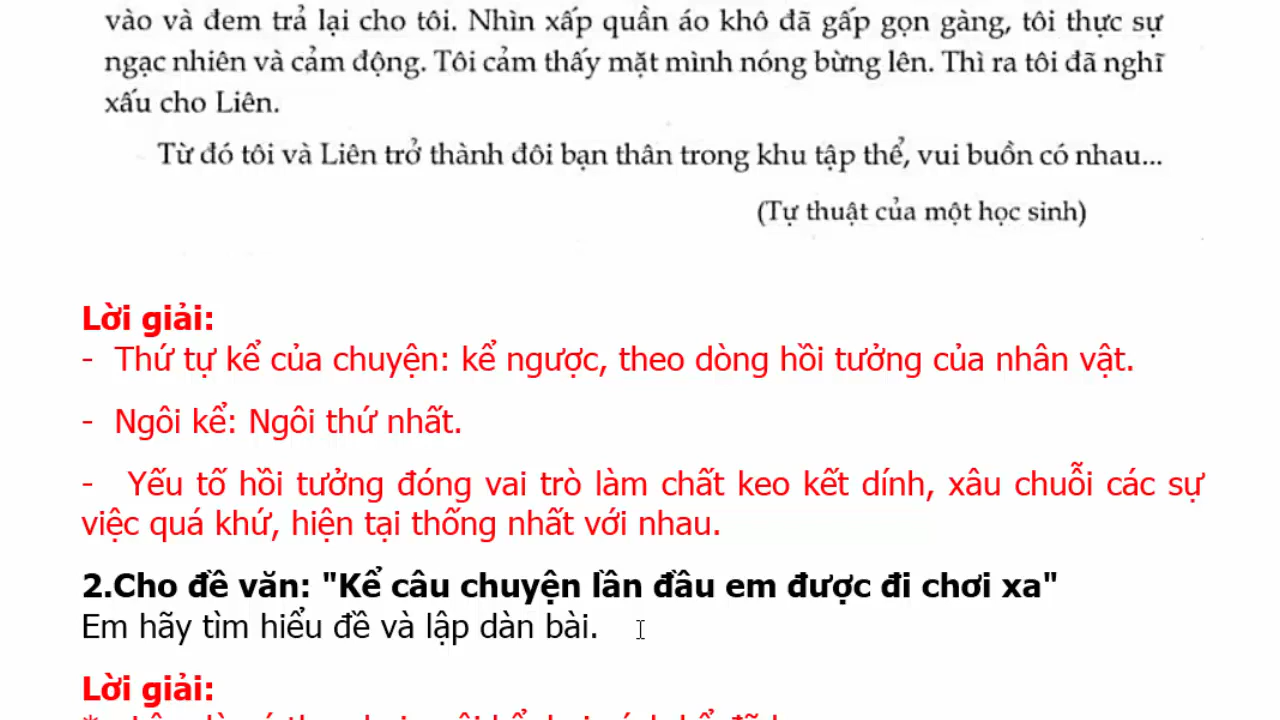 vào và đem trả lại cho tôi. Nhìn xấp quần áo khô đã gấp gọn gàng, tôi thực sự
ngạc nhiên và cảm động. Tôi cảm thấy mặt mình nóng bừng lên. Thì ra tôi đã nghĩ
xấu cho Liên.
Từ đó tôi và Liên trở thành đôi bạn thân trong khu tập thể, vui buồn có nhau...
(Tự thuật của một học sinh)
Lời giải:
- Thứ tự kể của chuyện: kể ngược, theo dòng hồi tưởng của nhân vật.
- Ngôi kể: Ngôi thứ nhất.
- Yếu tố hồi tưởng đóng vai trò làm chất keo kết dính, xâu chuỗi các sự
việc quá khứ, hiện tại thống nhất với nhau.
2.Cho đề văn: "Kể câu chuyện lần đầu em được đi chơi xa"
Em hãy tìm hiểu đề và lập dàn bài.
Lời giải: